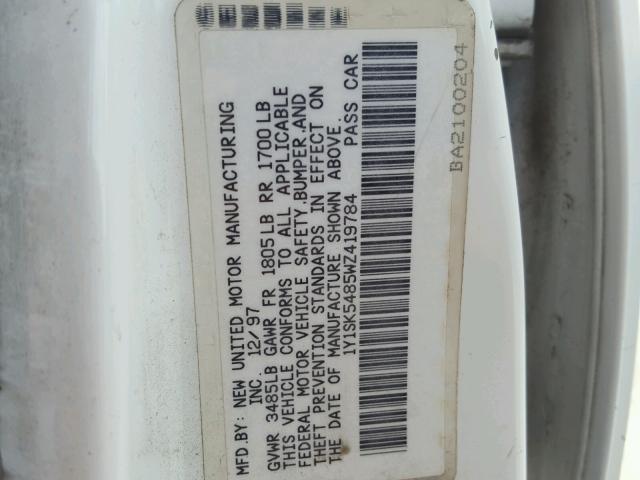 MFD.BY: NEW UNITED MOTOR MANUFACTURING
INC. 12/97
GVWR 3485LB GAWR FR 1805LB RR 1700LB
THIS VEHICLE CONFORMS TO ALL APPLICABLE
FEDERAL MOTOR VEHICLE SAFETY,BUMPER,AND
THEFT PREVENTION STANDARDS IN EFFECT ON
THE DATE OF MANUFACTURE SHOWN ABOVE.
1Y1SK5485WZ419784 PASS CAR
BA2100204